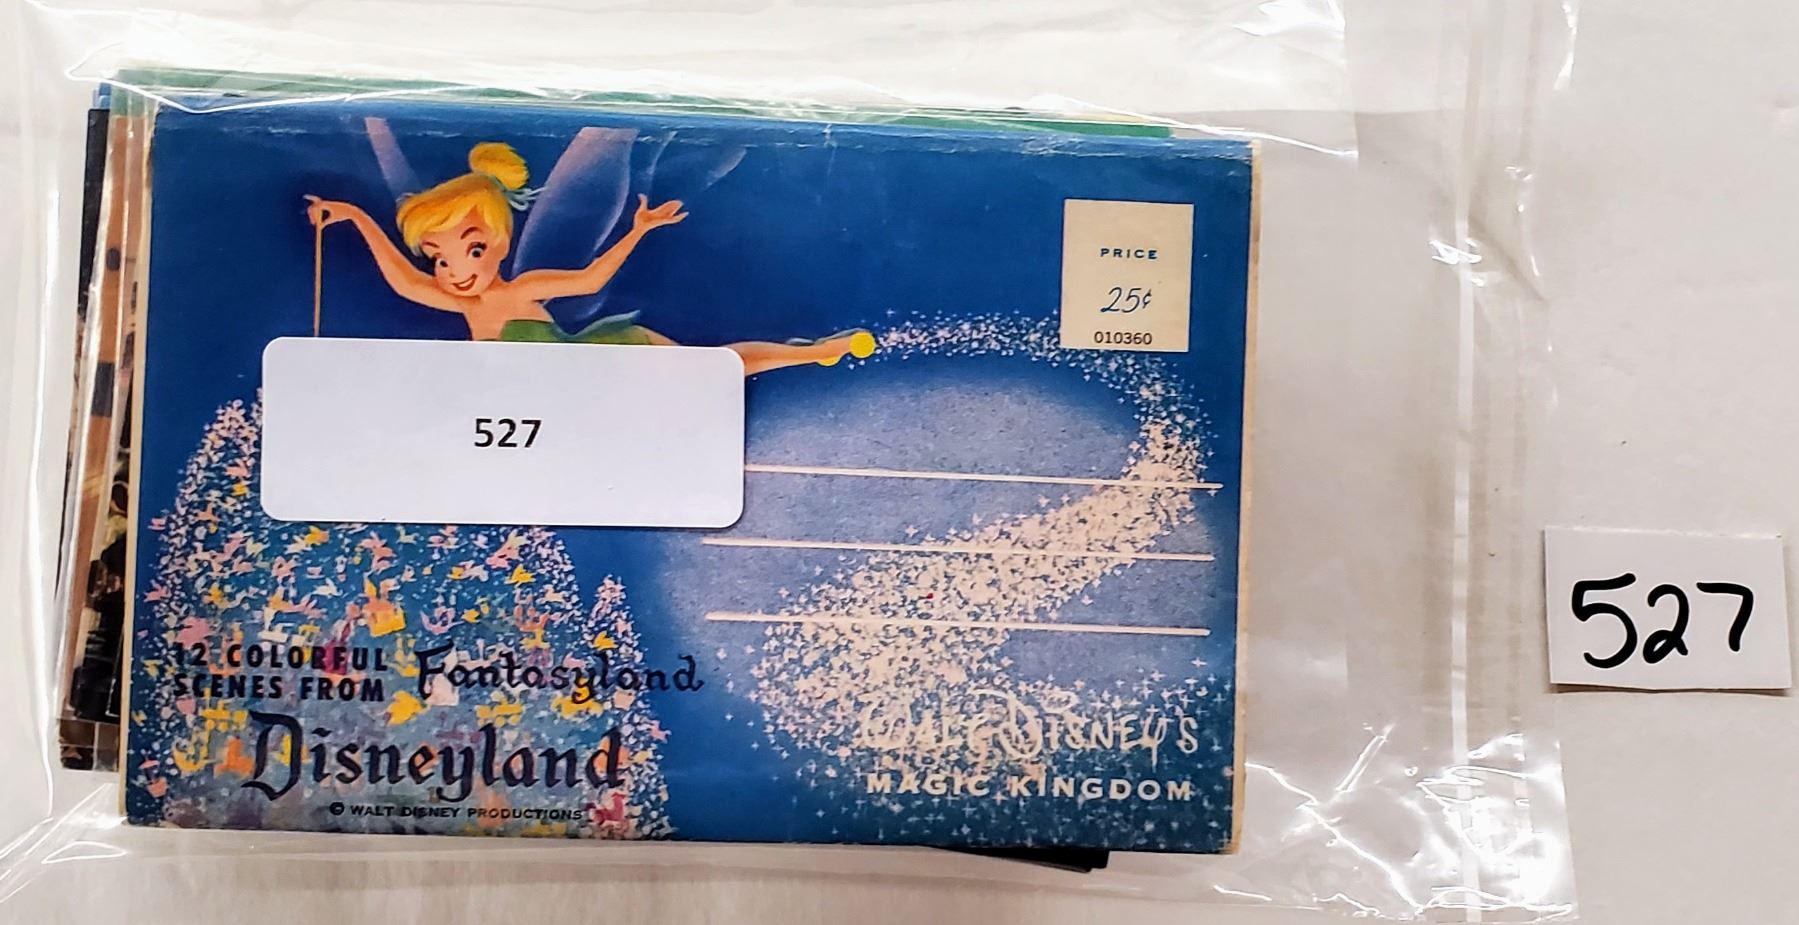 PRICE
25¢
010360
527
12 COLORFUL
SCENES FROM Fantasyland
Disneyland
© WALT DISNEY PRODUCTIONS
WALT DISNEY'S
MAGIC KINGDOM
527